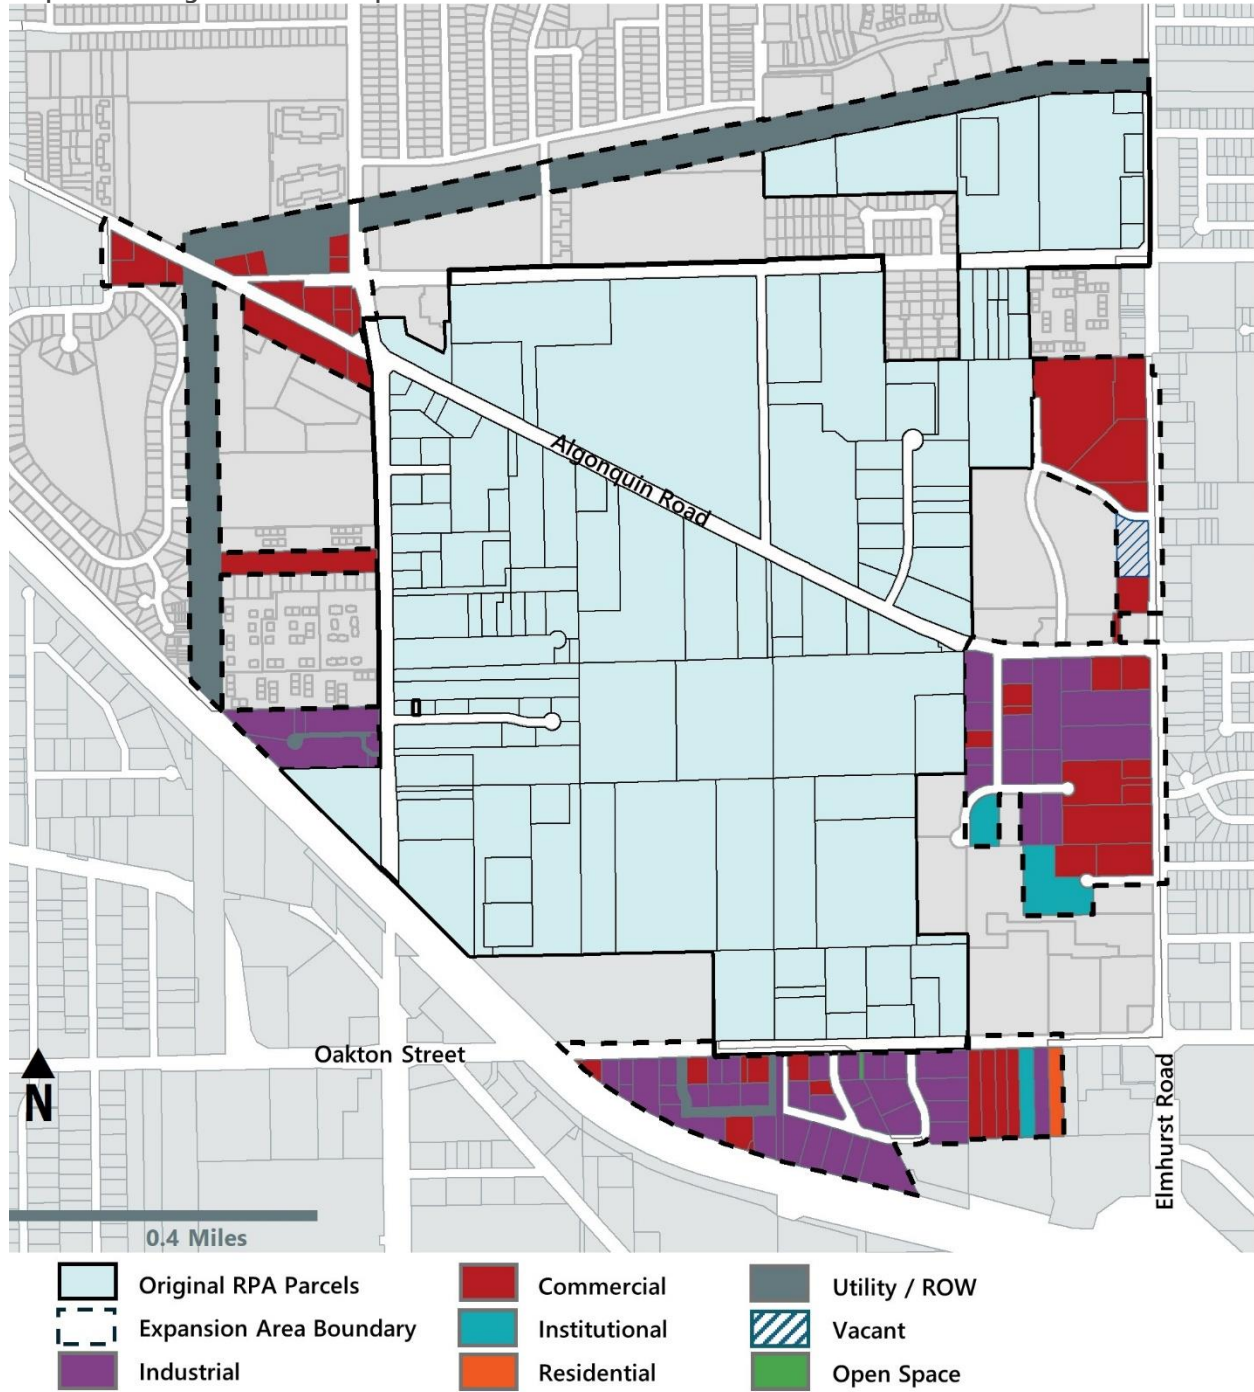 Algonquin Road
Oakton Street
Elmhurst Road
N
0.4 Miles
Original RPA Parcels
Commercial
Utility / ROW
Expansion Area Boundary
Institutional
Vacant
Industrial
Residential
Open Space